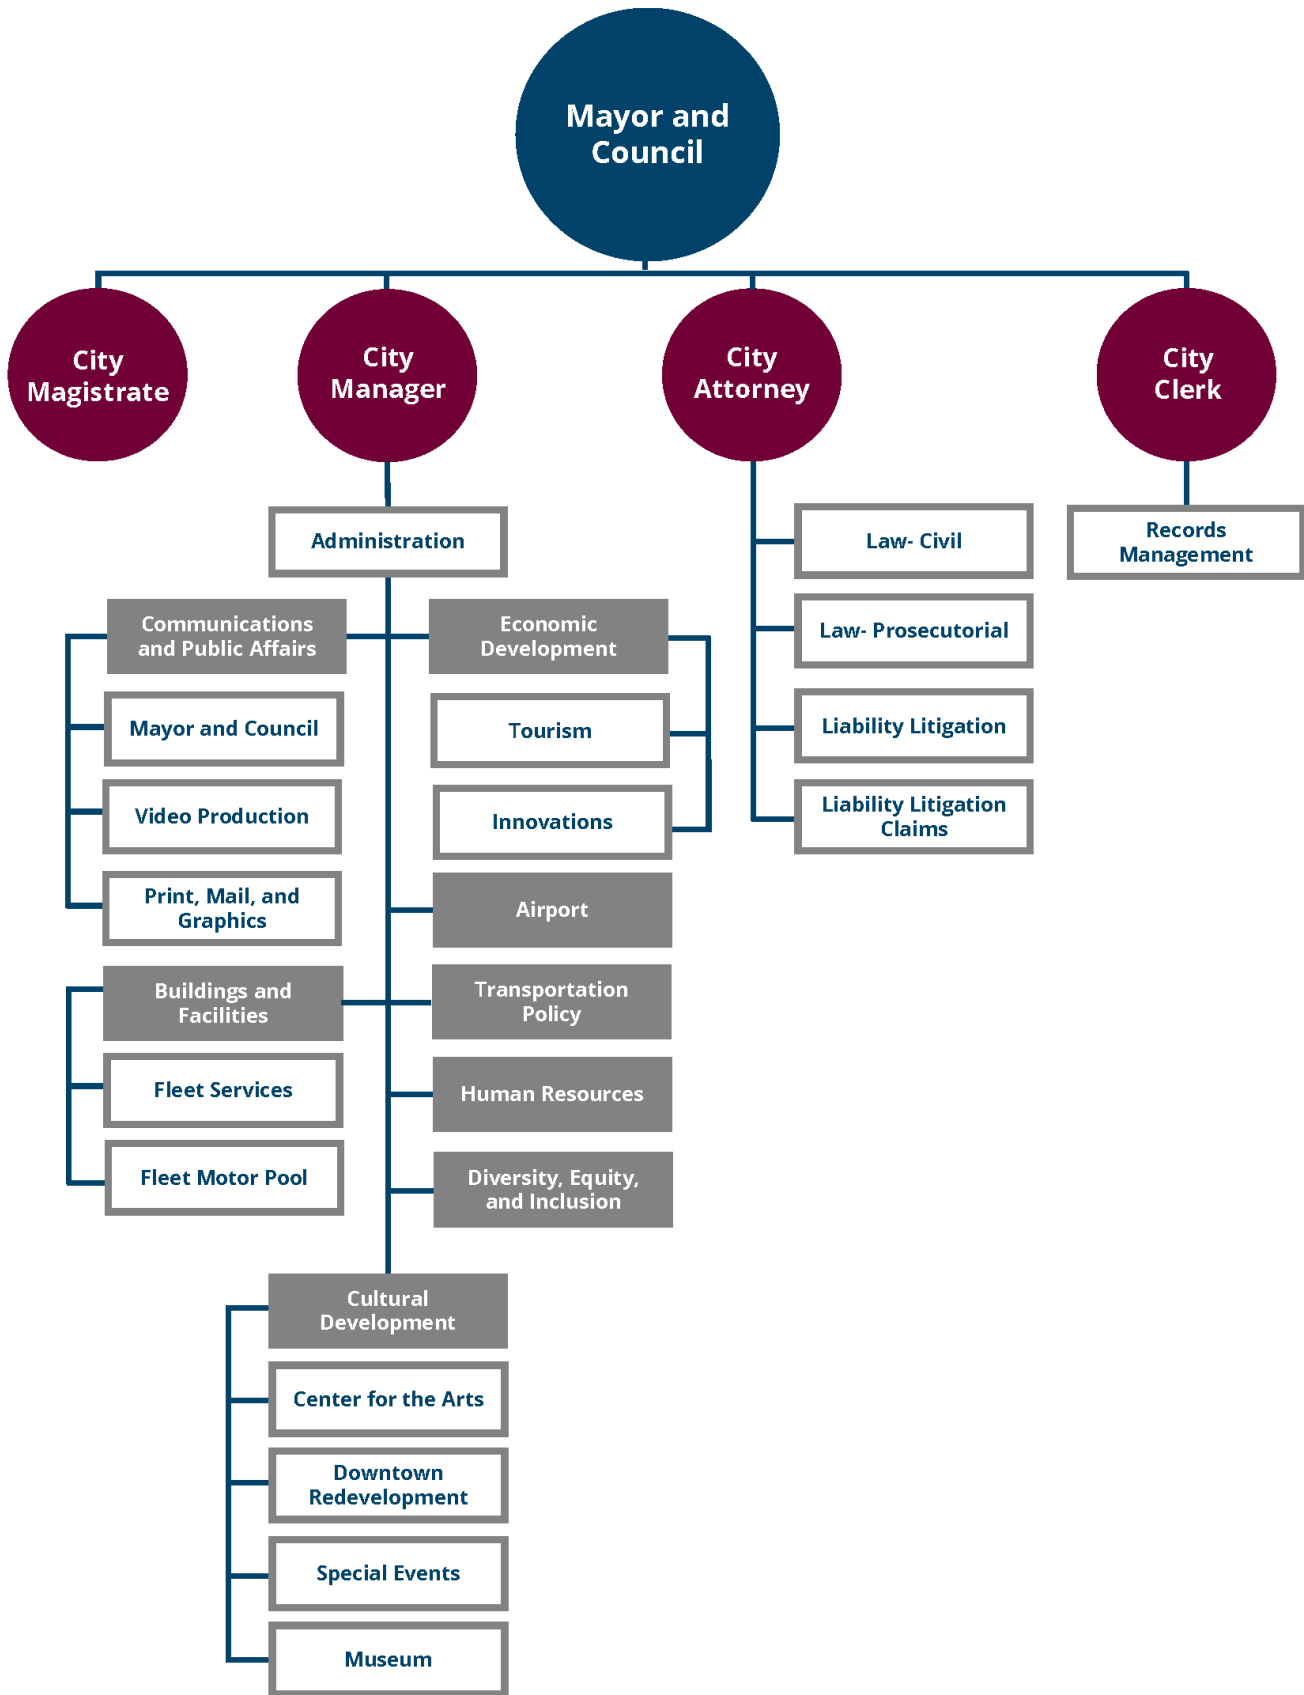 Mayor and
Council
City
Magistrate
City
Manager
City
Attorney
City
Clerk
Administration
Communications
and Public Affairs
Mayor and Council
Video Production
Print, Mail, and
Graphics
Buildings and
Facilities
Fleet Services
Fleet Motor Pool
Economic
Development
Tourism
Innovations
Airport
Transportation
Policy
Human Resources
Diversity, Equity,
and Inclusion
Cultural
Development
Center for the Arts
Downtown
Redevelopment
Special Events
Museum
Law- Civil
Law- Prosecutorial
Liability Litigation
Liability Litigation
Claims
Records
Management